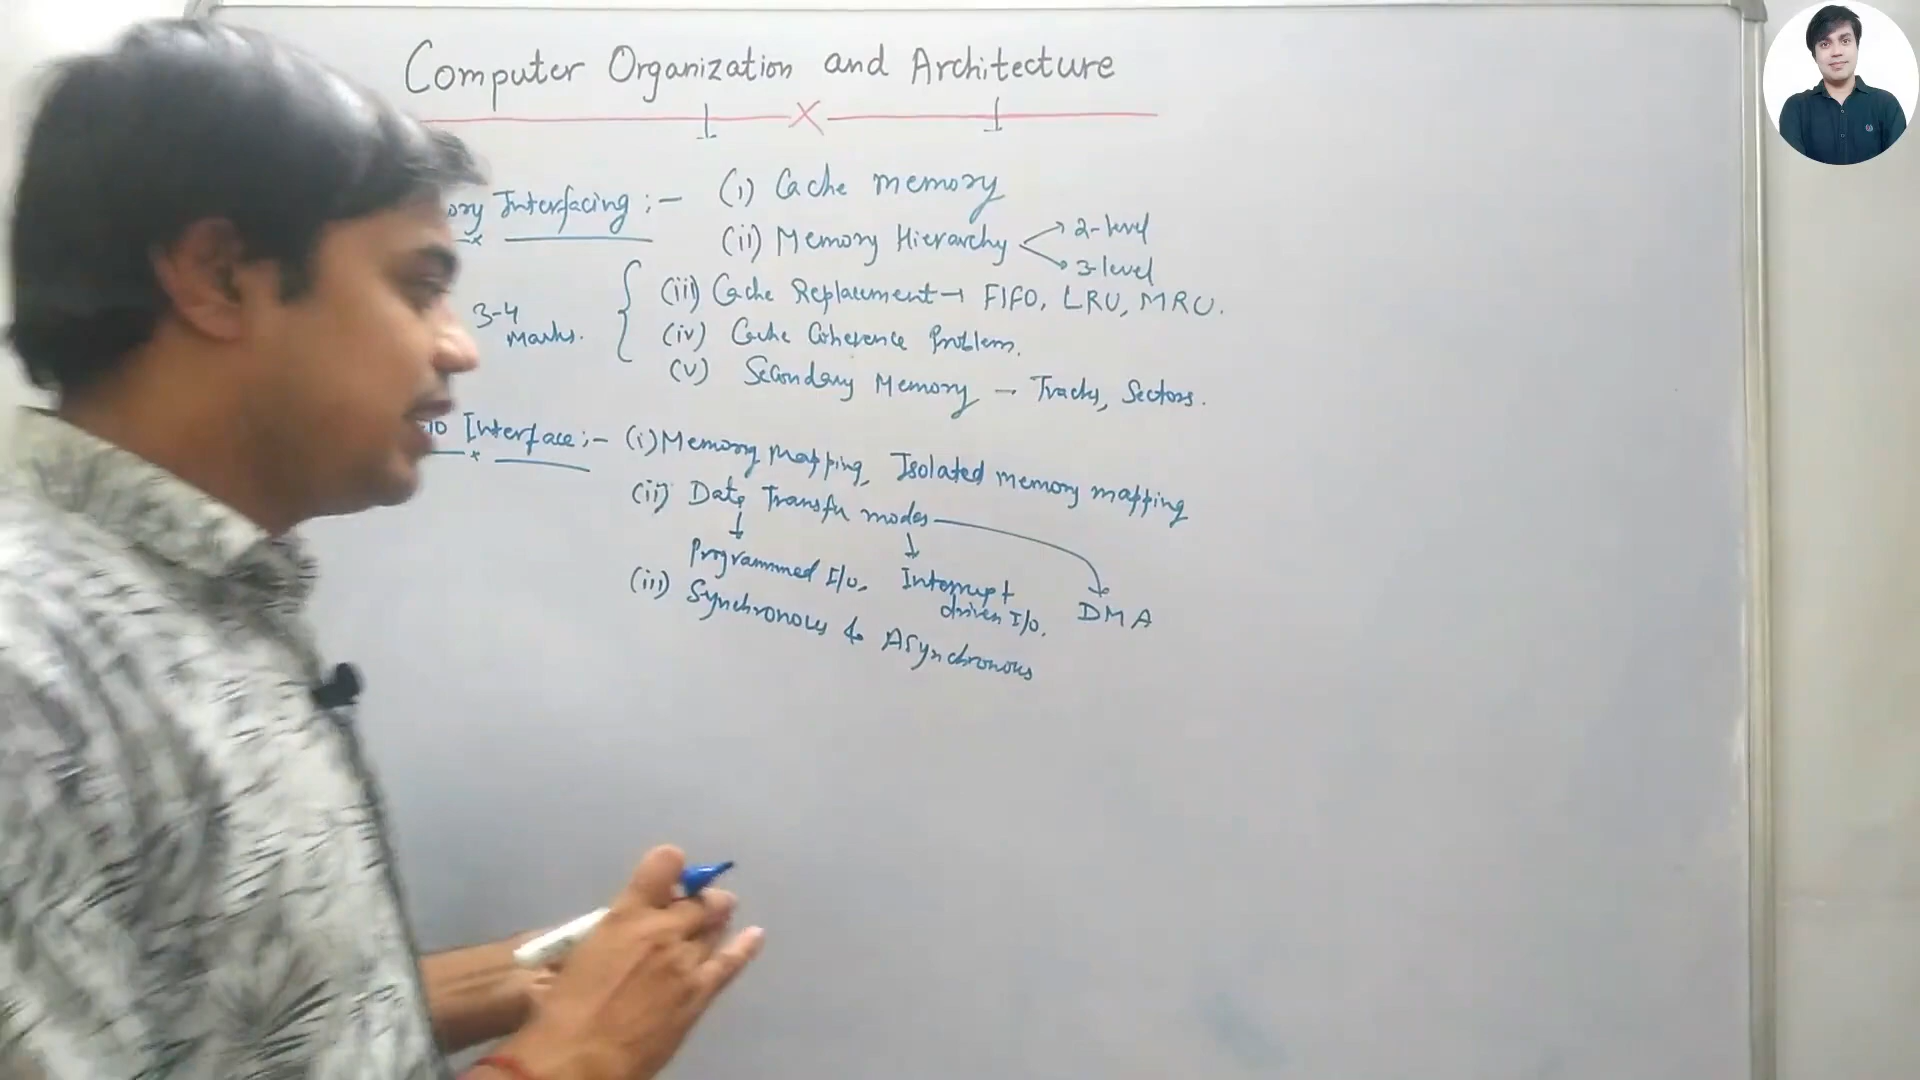 Computer Organization and Architecture
ory Interfacing :- (i) Cache memory
(ii) Memory Hierarchy
2-level
3-level
3-4 Marks.
(iii) Cache Replacement → FIFO, LRU, MRU.
(iv) Cache Coherence Problem.
(v) Secondary Memory - Tracks, Sectors.
Interface :- (i) Memory mapping, Isolated memory mapping
(ii) Data Transfer modes
Programmed I/O, Interrupt driven I/O. DMA
(iii) Synchronous & Asynchronous